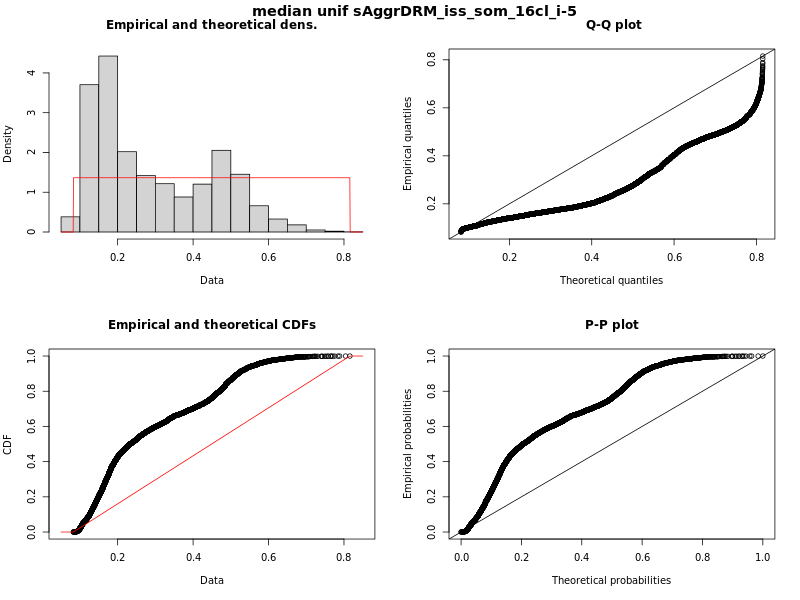 median unif sAggrDRM_iss_som_16cl_i-5
Empirical and theoretical dens.
Density
0 1 2 3 4
0.2 0.4 0.6 0.8
Data
Q-Q plot
Empirical quantiles
0.2 0.4 0.6 0.8
0.2 0.4 0.6 0.8
Theoretical quantiles
Empirical and theoretical CDFs
CDF
0.0 0.2 0.4 0.6 0.8 1.0
0.2 0.4 0.6 0.8
Data
P-P plot
Empirical probabilities
0.0 0.2 0.4 0.6 0.8 1.0
0.0 0.2 0.4 0.6 0.8 1.0
Theoretical probabilities